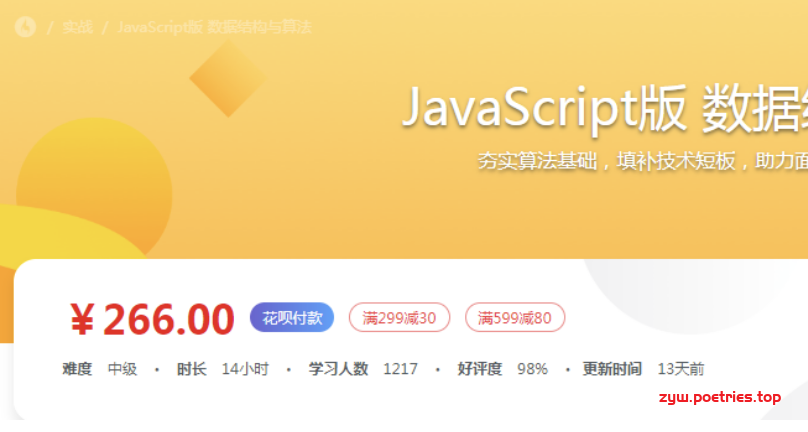 / 实战 / JavaScript版 数据结构与算法
JavaScript版 数据
夯实算法基础，填补技术短板，助力面
￥266.00 花呗付款 满299减30 满599减80
难度 中级 · 时长 14小时 · 学习人数 1217 · 好评度 98% · 更新时间 13天前
zyw.poetries.top